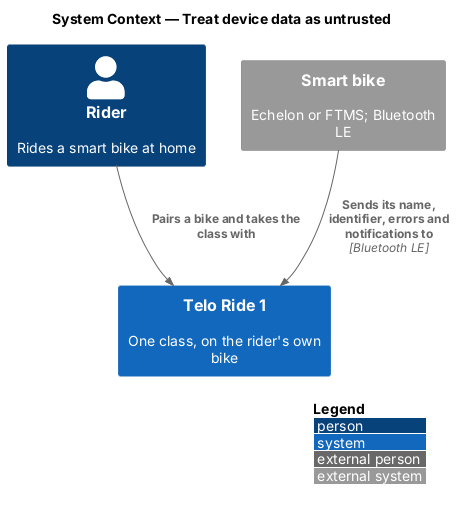 System Context — Treat device data as untrusted
Rider
Rides a smart bike at home
Smart bike
Echelon or FTMS; Bluetooth
LE
Pairs a bike and takes the
class with
Sends its name,
identifier, errors and
notifications to
[Bluetooth LE]
Telo Ride 1
One class, on the rider's own
bike
Legend
person
system
external person
external system